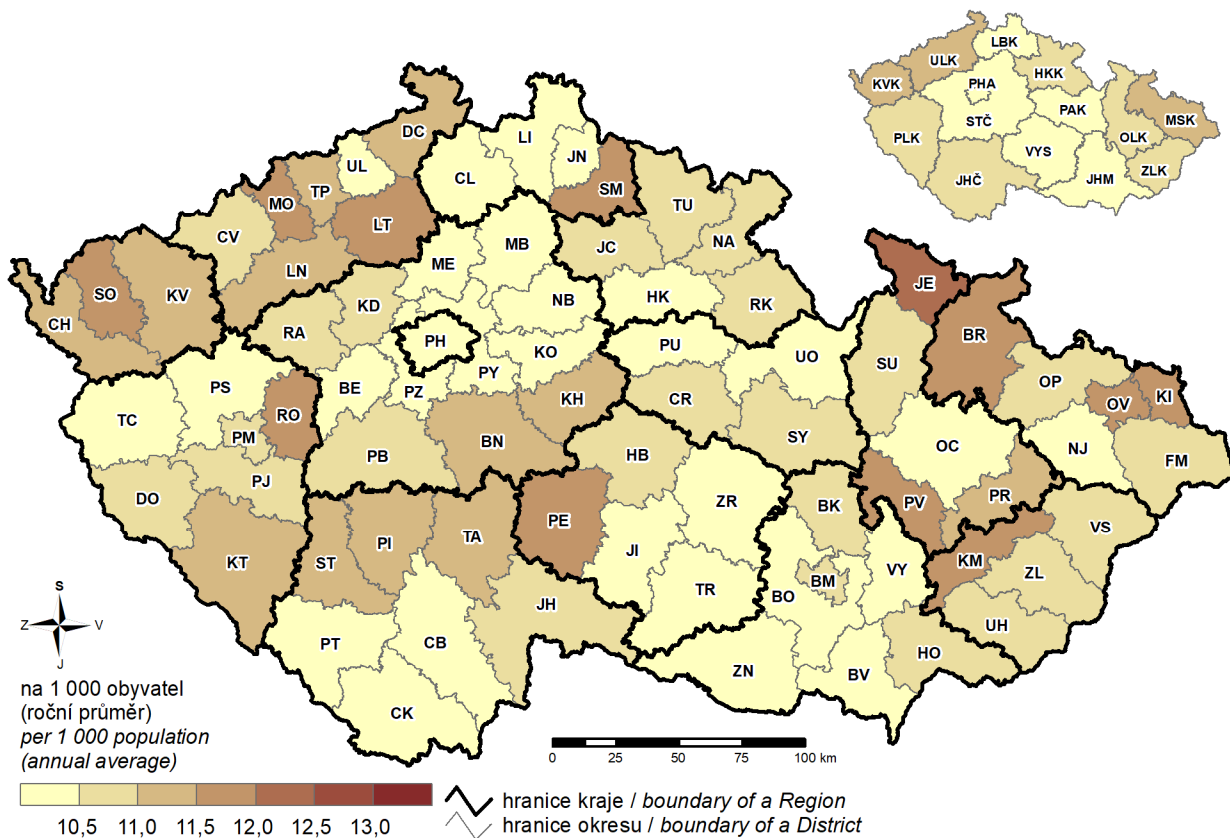 LBK
ULK
HKK
KVK
PHA
PAK
MSK
STČ
OLK
PLK
VYS
ZLK
JHČ
JHM
DC
LI
UL
JN
CL
SM
TP
MO
TU
LT
CV
MB
JC
NA
ME
LN
SO
KV
NB
HK
RK
JE
KD
CH
RA
BR
PH
PU
UO
KO
SU
PS
BE
PZ
PY
OP
KI
OV
TC
RO
KH
CR
PM
BN
SY
OC
NJ
PB
HB
FM
PJ
DO
ZR
PV
PR
BK
PE
VS
PI
TA
JI
KM
KT
ST
VY
ZL
TR
BO
BM
JH
UH
PT
CB
HO
ZN
BV
CK
S
Z V
J
na 1 000 obyvatel
(roční průměr)
per 1 000 population
(annual average)
0 25 50 75 100 km
10,5 11,0 11,5 12,0 12,5 13,0
hranice kraje / boundary of a Region
hranice okresu / boundary of a District